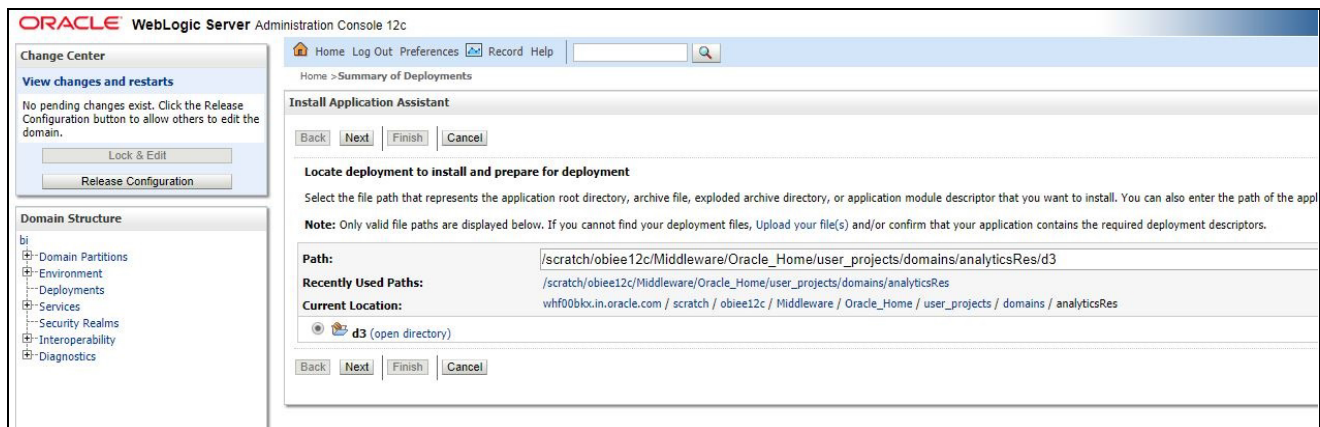 ORACLE WebLogic Server Administration Console 12c
Change Center
View changes and restarts
No pending changes exist. Click the Release
Configuration button to allow others to edit the
domain.
Lock & Edit
Release Configuration
Domain Structure
bi
Domain Partitions
Environment
Deployments
Services
Security Realms
Interoperability
Diagnostics
Home Log Out Preferences Record Help
Home >Summary of Deployments
Install Application Assistant
Back Next Finish Cancel
Locate deployment to install and prepare for deployment
Select the file path that represents the application root directory, archive file, exploded archive directory, or application module descriptor that you want to install. You can also enter the path of the appl
Note: Only valid file paths are displayed below. If you cannot find your deployment files, Upload your file(s) and/or confirm that your application contains the required deployment descriptors.
Path: /scratch/obiee12c/Middleware/Oracle_Home/user_projects/domains/analyticsRes/d3
Recently Used Paths: /scratch/obiee12c/Middleware/Oracle_Home/user_projects/domains/analyticsRes
Current Location: whf00bkx.in.oracle.com / scratch / obiee12c / Middleware / Oracle_Home / user_projects / domains / analyticsRes
d3 (open directory)
Back Next Finish Cancel